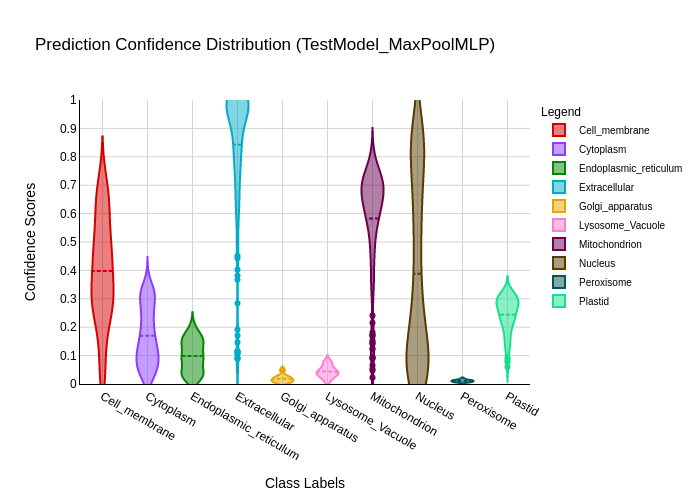 Prediction Confidence Distribution (TestModel_MaxPoolMLP)
Legend
Cell_membrane
Cytoplasm
Endoplasmic_reticulum
Extracellular
Golgi_apparatus
Lysosome_Vacuole
Mitochondrion
Nucleus
Peroxisome
Plastid
Confidence Scores
1
0.9
0.8
0.7
0.6
0.5
0.4
0.3
0.2
0.1
0
Cell_membrane
Cytoplasm
Endoplasmic_reticulum
Extracellular
Golgi_apparatus
Lysosome_Vacuole
Mitochondrion
Nucleus
Peroxisome
Plastid
Class Labels